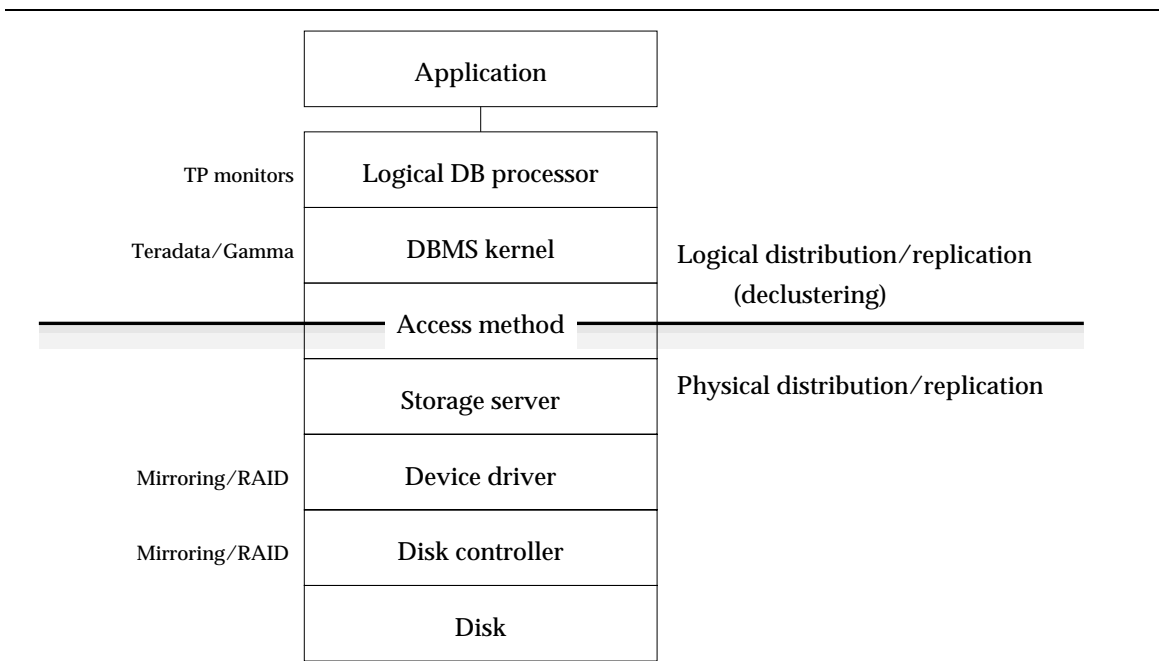 Application
TP monitors
Logical DB processor
Teradata/Gamma
DBMS kernel
Logical distribution/replication
(declustering)
Access method
Physical distribution/replication
Storage server
Mirroring/RAID
Device driver
Mirroring/RAID
Disk controller
Disk